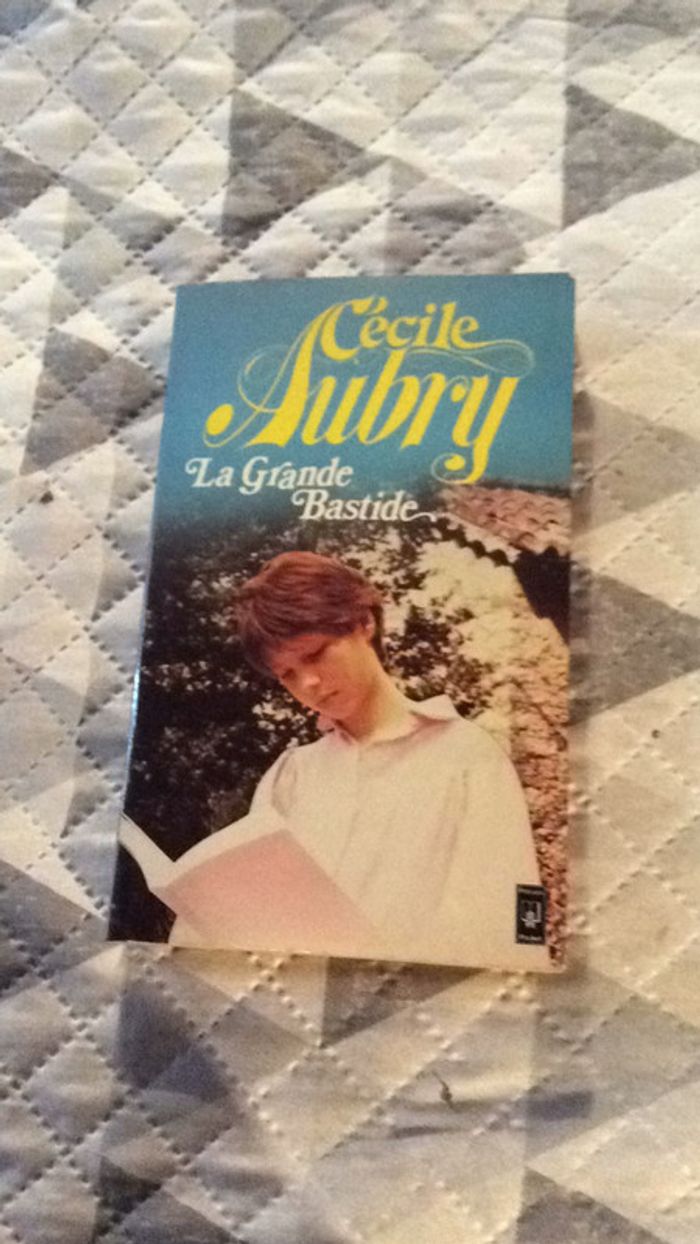 Cécile
Aubry
La Grande
Bastide